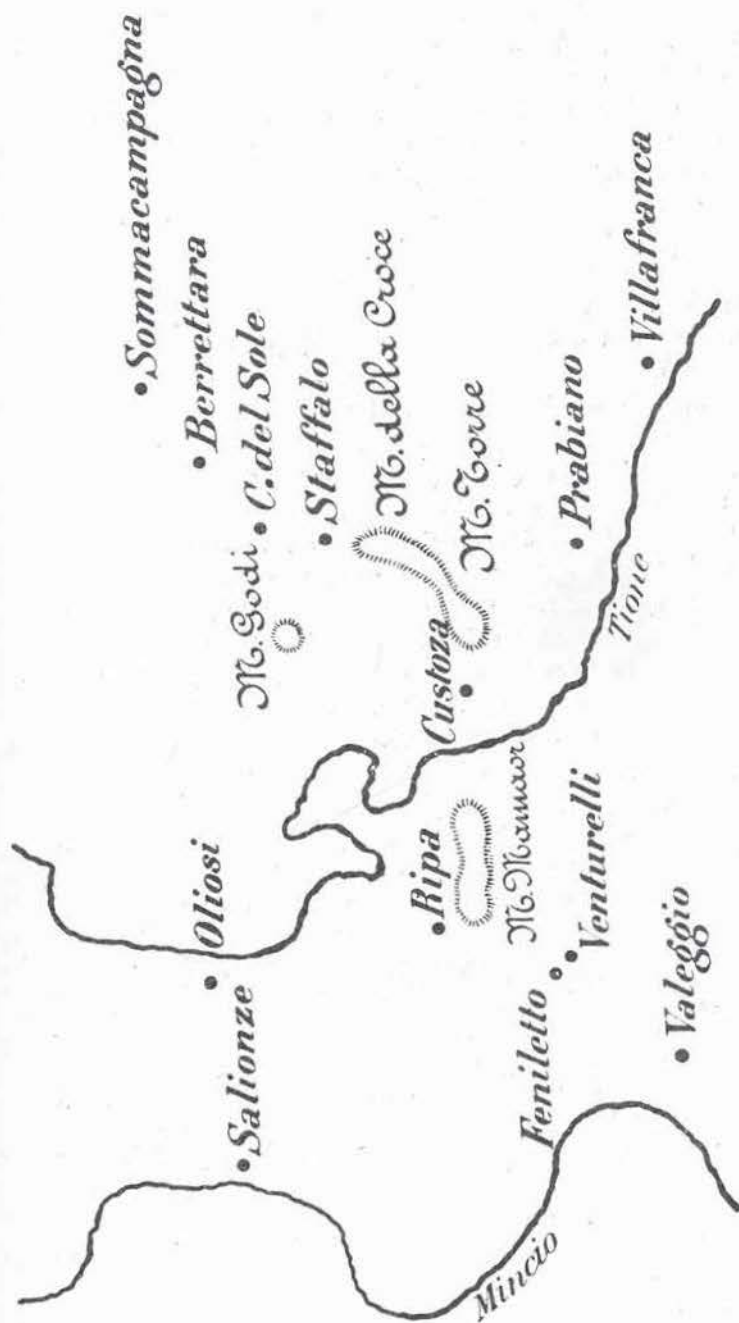 Sommacampagna
Berrettara
M. Godi
C. del Sole
Staffalo
M. della Croce
M. Torre
Custoza
Prabiano
Villafranca
Tione
Oliosi
Salionze
Ripa
M. Mamaor
Feniletto
Venturelli
Valeggio
Mincio